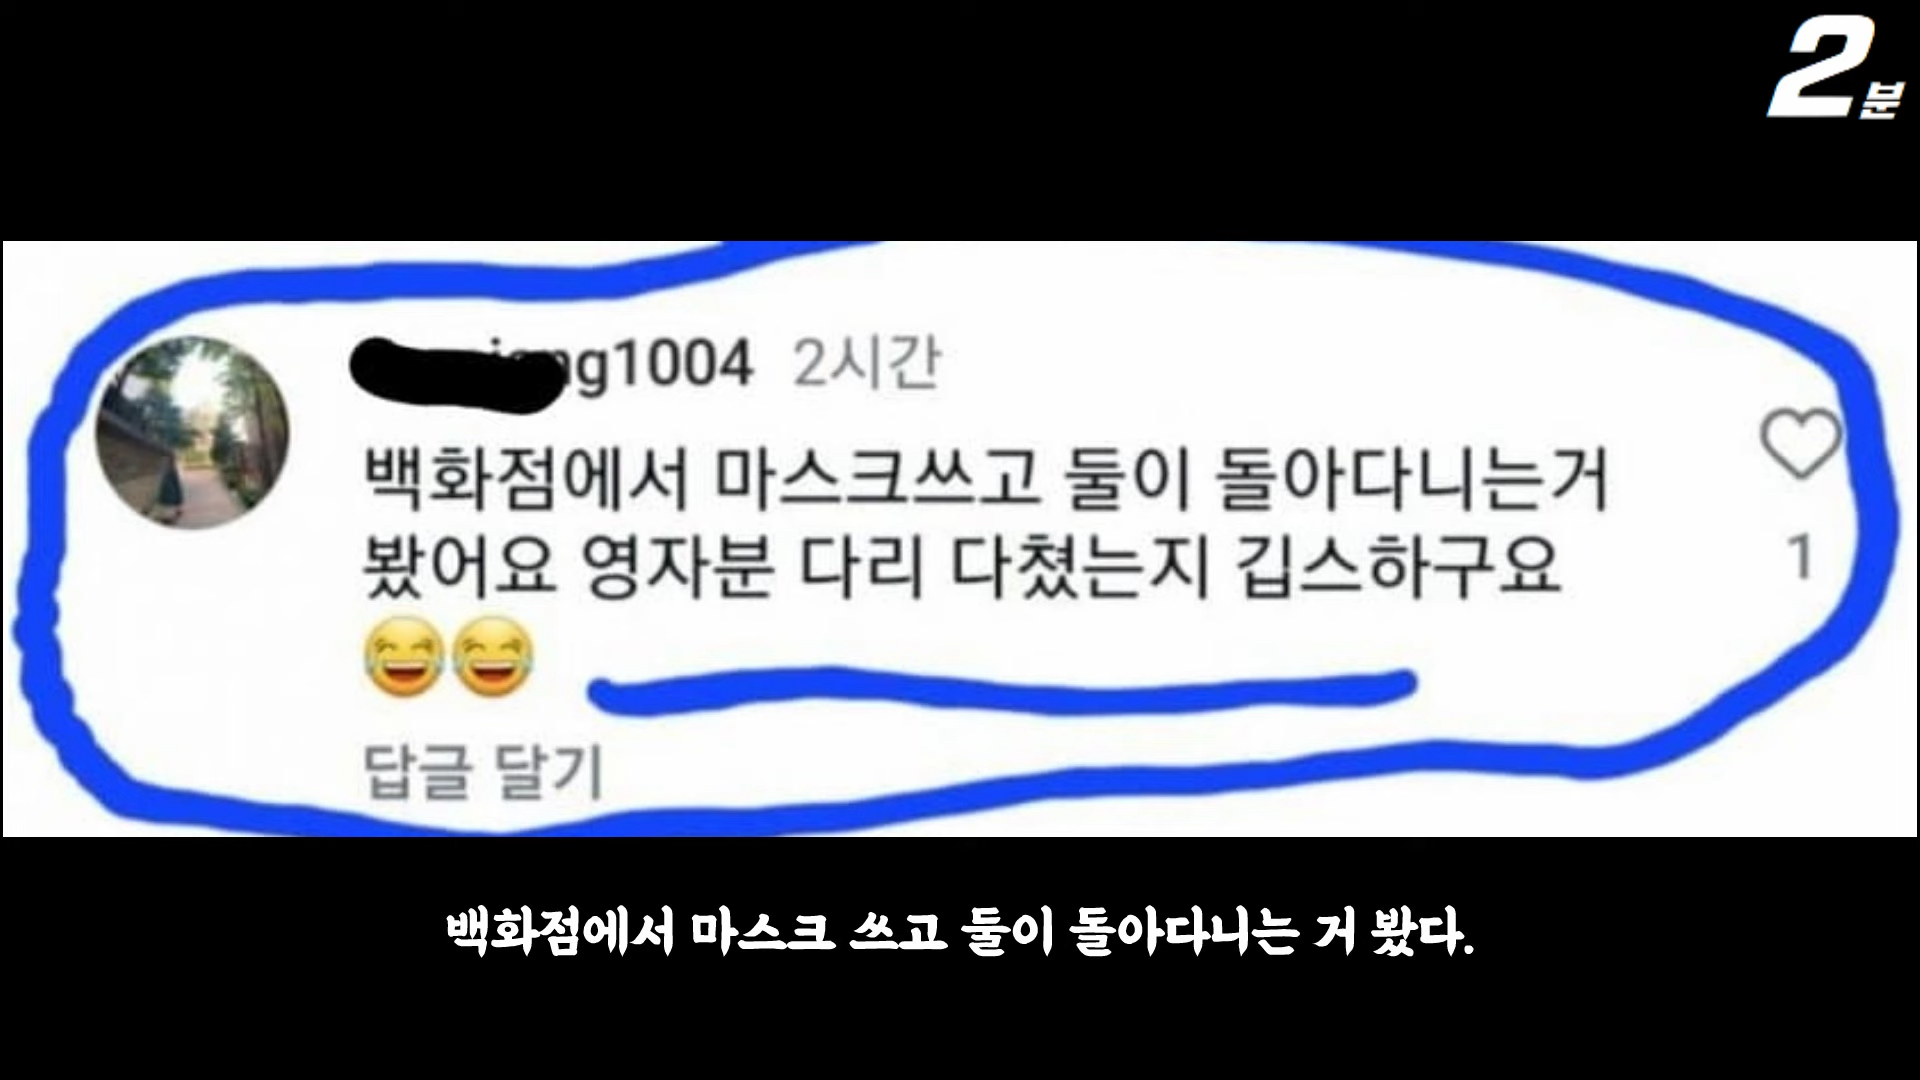 2분
ng1004 2시간
백화점에서 마스크쓰고 둘이 돌아다니는거
봤어요 영자분 다리 다쳤는지 깁스하구요
😂😂
1
답글 달기
백화점에서 마스크 쓰고 둘이 돌아다니는 거 봤다.